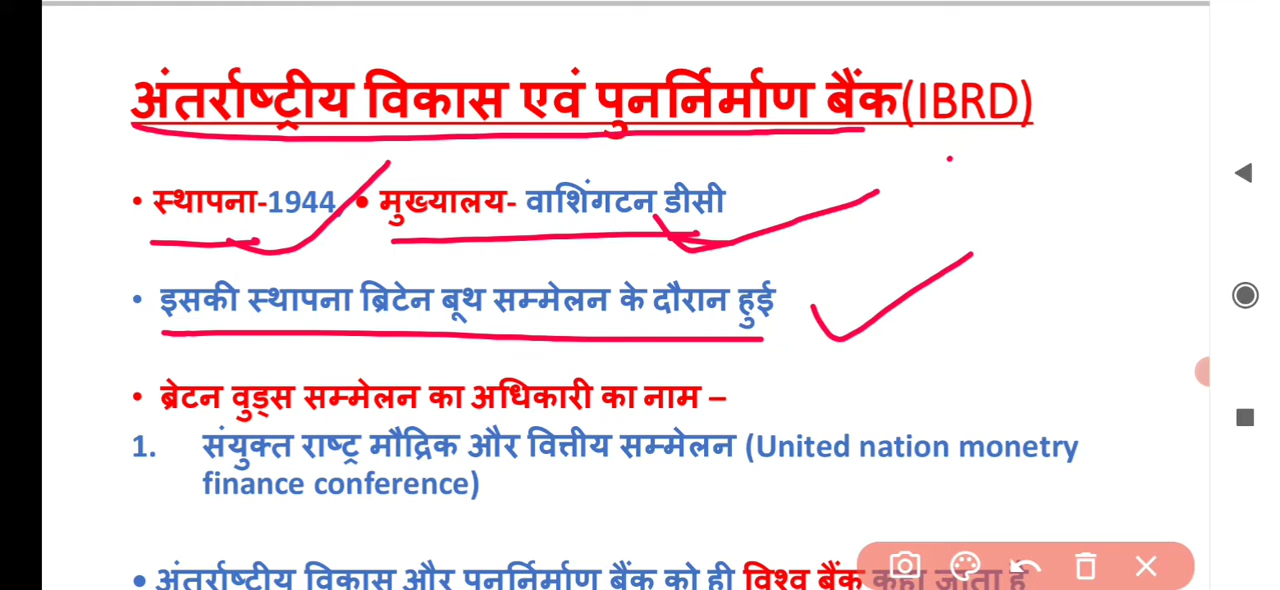 अंतर्राष्ट्रीय विकास एवं पुनर्निर्माण बैंक(IBRD)
• स्थापना-1944, • मुख्यालय- वाशिंगटन डीसी
• इसकी स्थापना ब्रिटेन बूथ सम्मेलन के दौरान हुई
• ब्रेटन वुड्स सम्मेलन का अधिकारी का नाम –
1. संयुक्त राष्ट्र मौद्रिक और वित्तीय सम्मेलन (United nation monetry
finance conference)
• अंतर्राष्ट्रीय विकास और पुनर्निर्माण बैंक को ही विश्व बैंक कहा जाता है